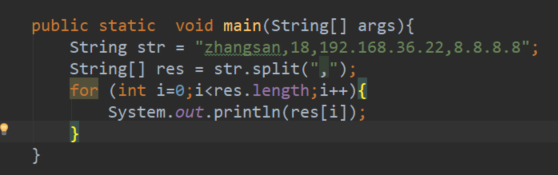 public static  void main(String[] args){
    String str = "zhangsan,18,192.168.36.22,8.8.8.8";
    String[] res = str.split(",");
    for (int i=0;i<res.length;i++){
        System.out.println(res[i]);
    }
}